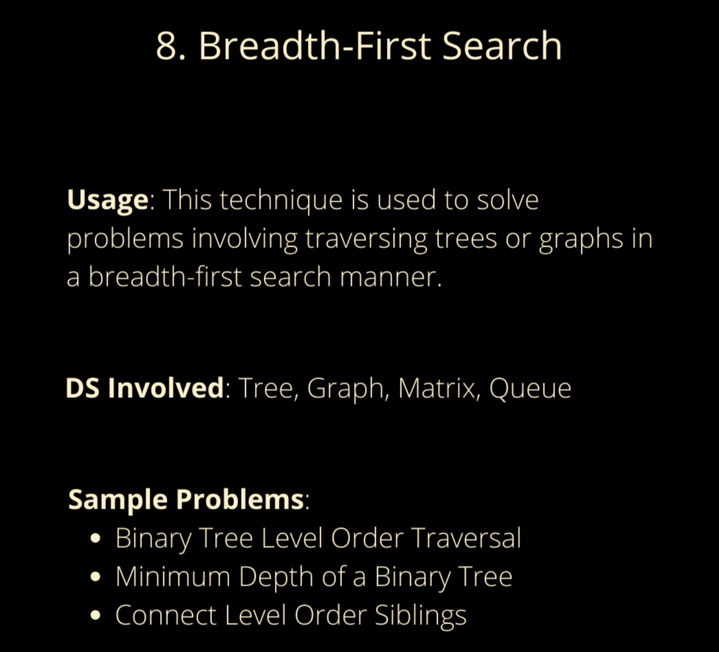 8. Breadth-First Search
Usage: This technique is used to solve
problems involving traversing trees or graphs in
a breadth-first search manner.
DS Involved: Tree, Graph, Matrix, Queue
Sample Problems:
• Binary Tree Level Order Traversal
• Minimum Depth of a Binary Tree
• Connect Level Order Siblings